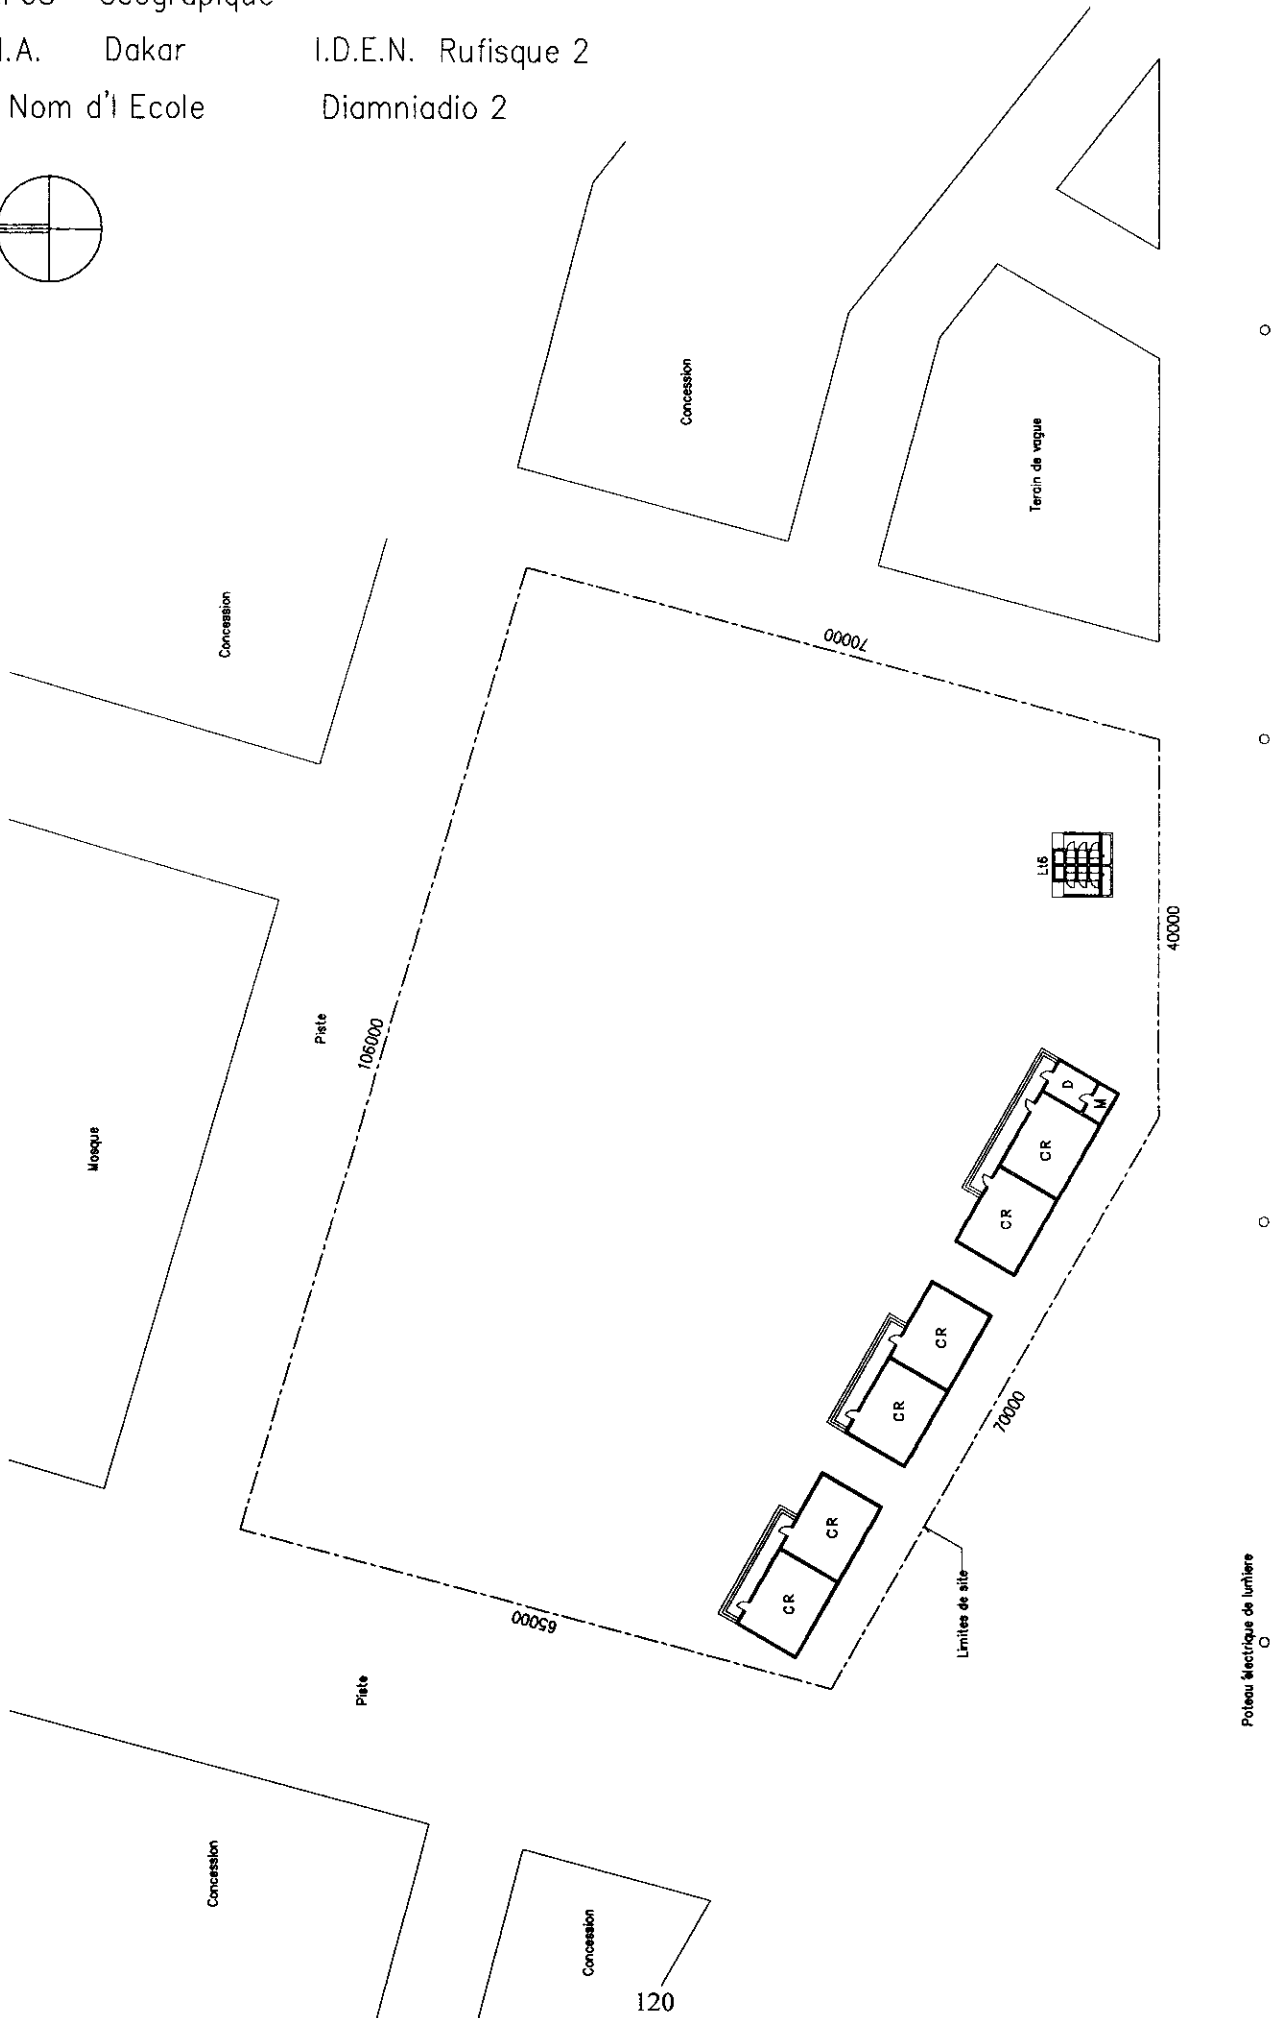 Geograpique
I.A. Dakar I.D.E.N. Rufisque 2
Nom d'l Ecole Diamniadio 2
Concession
Terain de vague
Concession
70000
Lt6
40000
Piste
106000
Mosque
D
M
CR
CR
CR
CR
70000
CR
CR
Limites de site
65000
Piste
Poteau électrique de lumiere
Concession
Concession
120